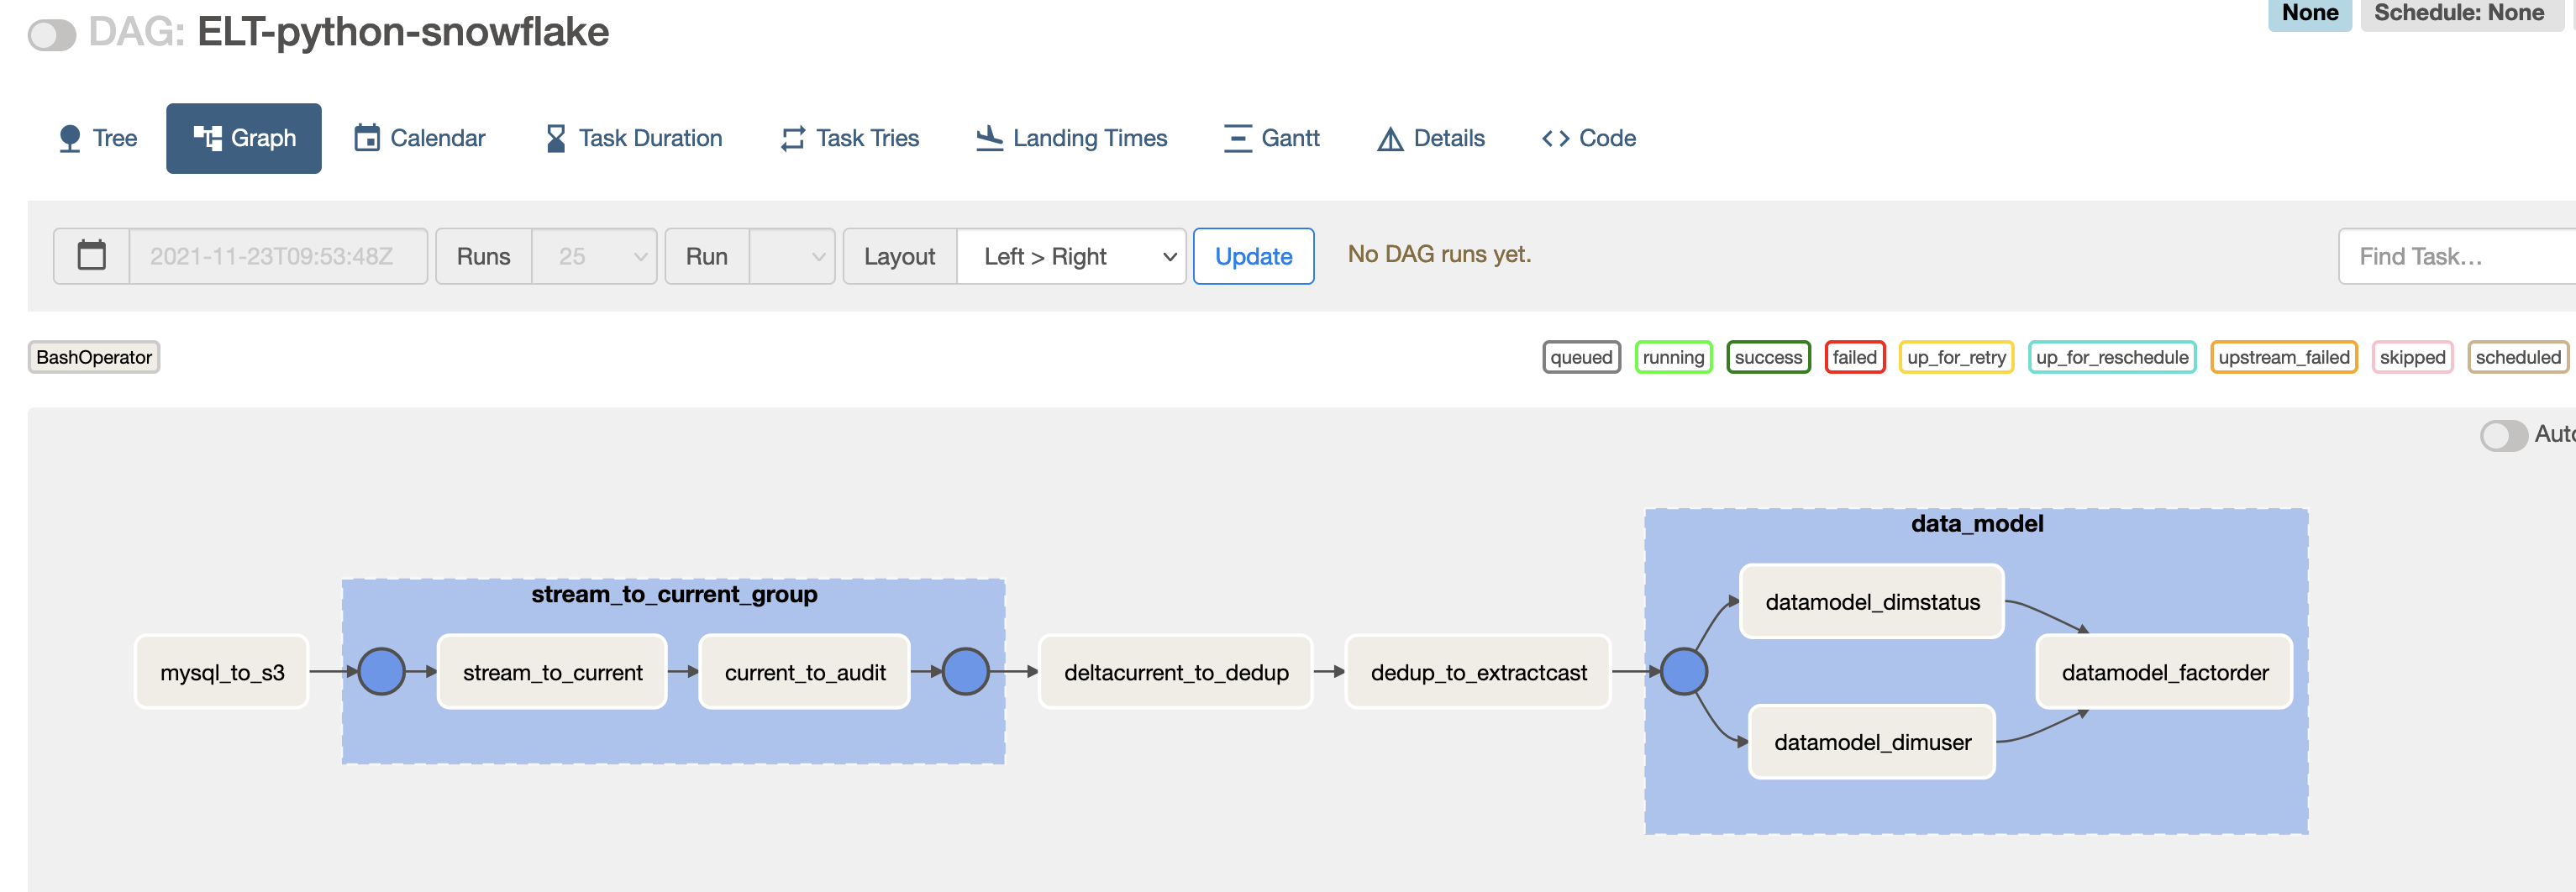 DAG: ELT-python-snowflake
None
Schedule: None
Tree
Graph
Calendar
Task Duration
Task Tries
Landing Times
Gantt
Details
Code
2021-11-23T09:53:48Z
Runs
25
Run
Layout
Left > Right
Update
No DAG runs yet.
Find Task...
BashOperator
queued
running
success
failed
up_for_retry
up_for_reschedule
upstream_failed
skipped
scheduled
data_model
stream_to_current_group
datamodel_dimstatus
mysql_to_s3
stream_to_current
current_to_audit
deltacurrent_to_dedup
dedup_to_extractcast
datamodel_factorder
datamodel_dimuser